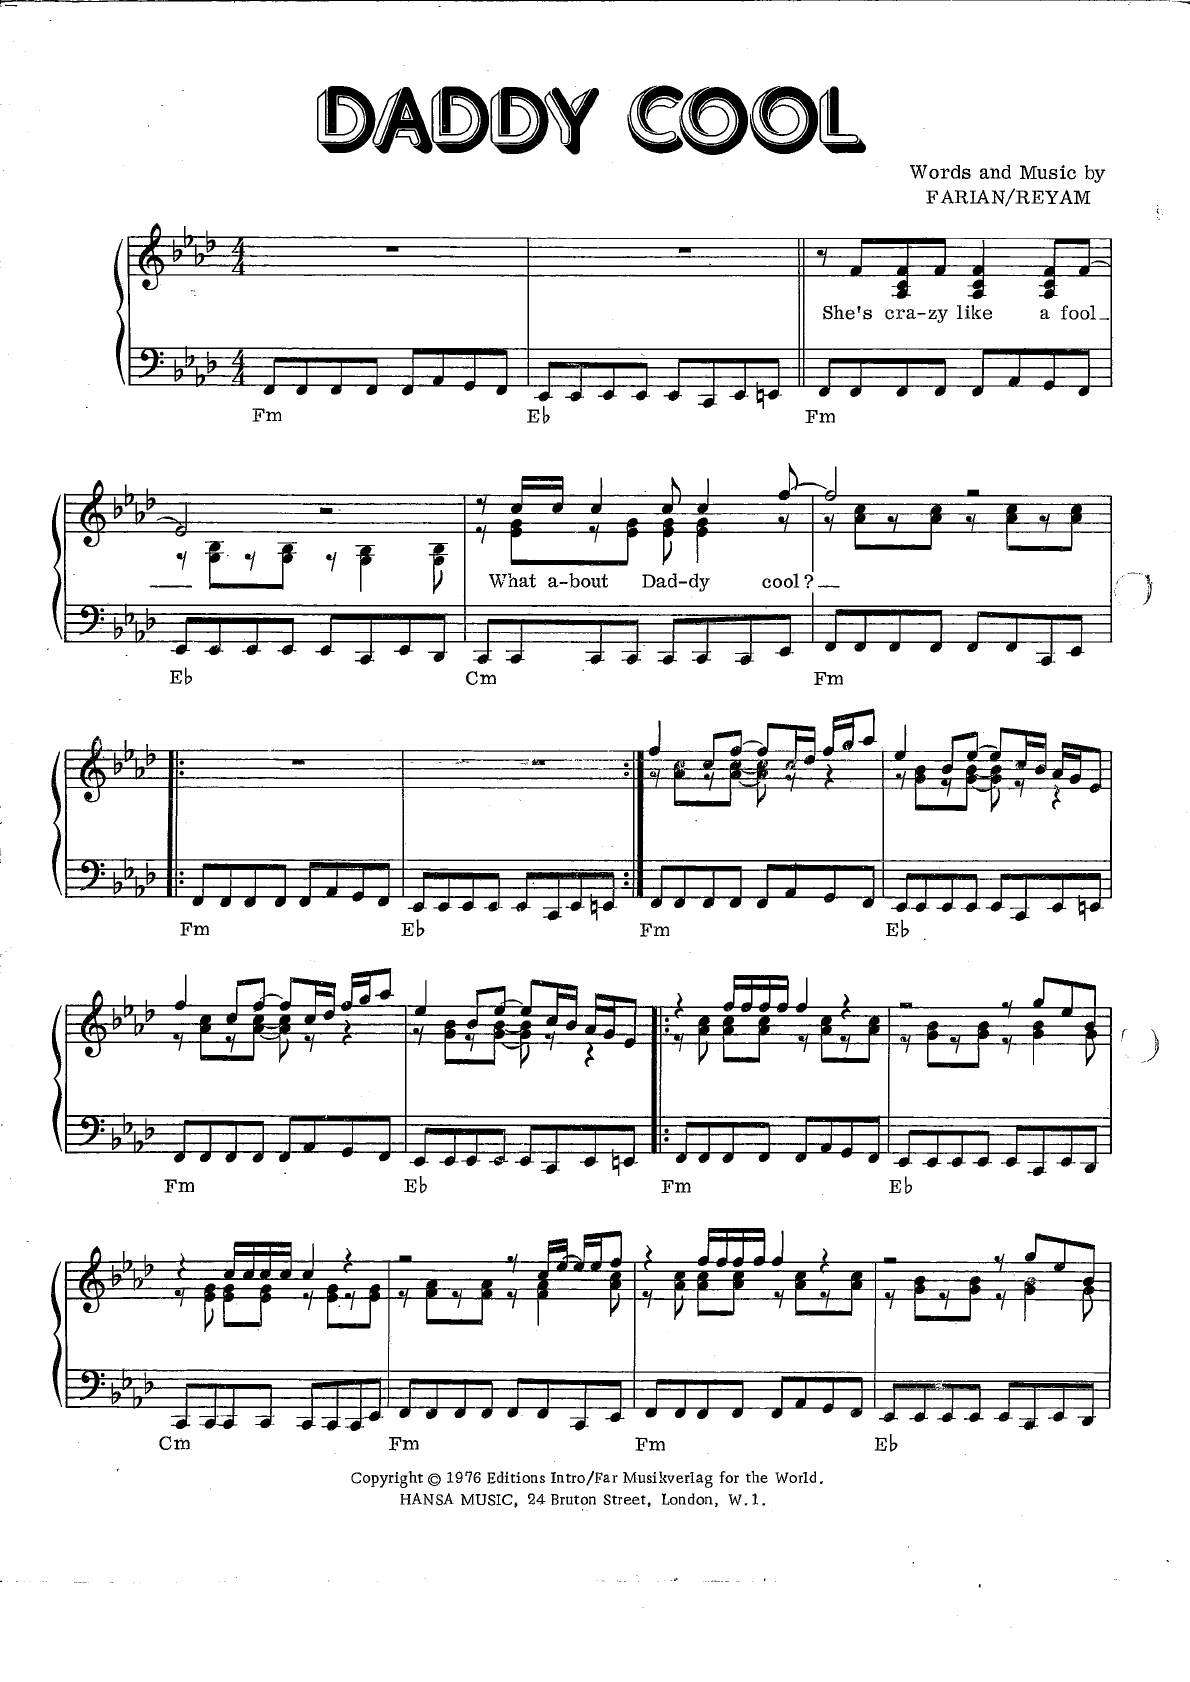 DADDY COOL
Words and Music by
FARIAN/REYAM
She's cra-zy like a fool_
Fm Eb Fm
What a-bout Dad-dy cool?_
Eb Cm Fm
Fm Eb Fm Eb
Fm Eb Fm Eb
Cm Fm Fm Eb
Copyright © 1976 Editions Intro/Far Musikverlag for the World.
HANSA MUSIC, 24 Bruton Street, London, W.1.